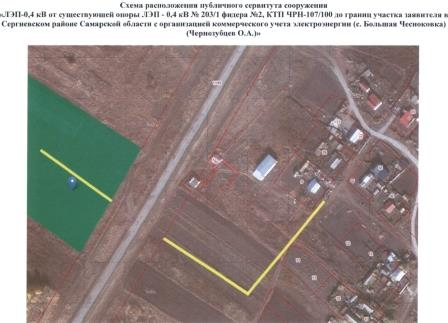 Схема расположения публичного сервитута сооружения
«ЛЭП-0,4 кВ от существующей опоры ЛЭП - 0,4 кВ № 203/1 фидера №2, КТП ЧРН-107/100 до границ участка заявителя в
Сергиевском районе Самарской области с организацией коммерческого учета электроэнергии (с. Большая Чесноковка)
(Чернозубцев О.А.)»